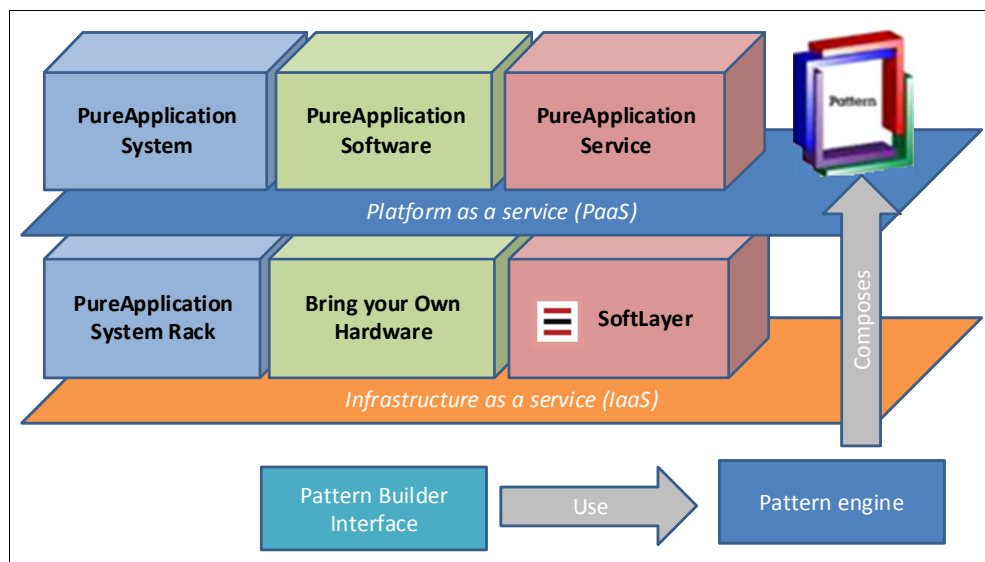 PureApplication
System
PureApplication
Software
PureApplication
Service
Pattern
Platform as a service (PaaS)
PureApplication
System Rack
Bring your Own
Hardware
SoftLayer
Composes
Infrastructure as a service (IaaS)
Pattern Builder
Interface
Use
Pattern engine